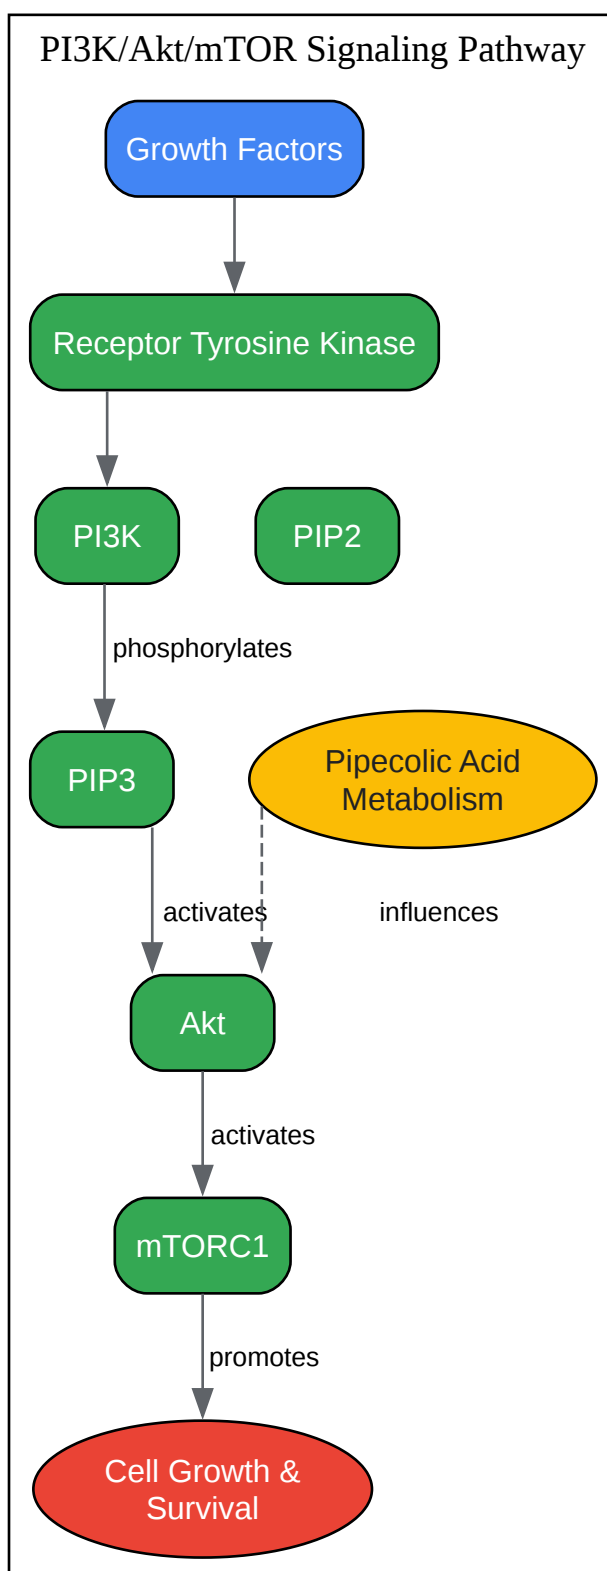 PI3K/Akt/mTOR Signaling Pathway
Growth Factors
Receptor Tyrosine Kinase
PI3K
PIP2
phosphorylates
PIP3
Pipecolic Acid
Metabolism
activates
influences
Akt
activates
mTORC1
promotes
Cell Growth &
Survival